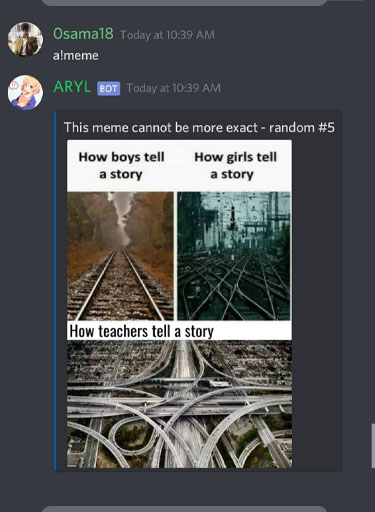 Osama18 Today at 10:39 AM
a!meme
ARYL BOT Today at 10:39 AM
This meme cannot be more exact - random #5
How boys tell
a story
How girls tell
a story
How teachers tell a story